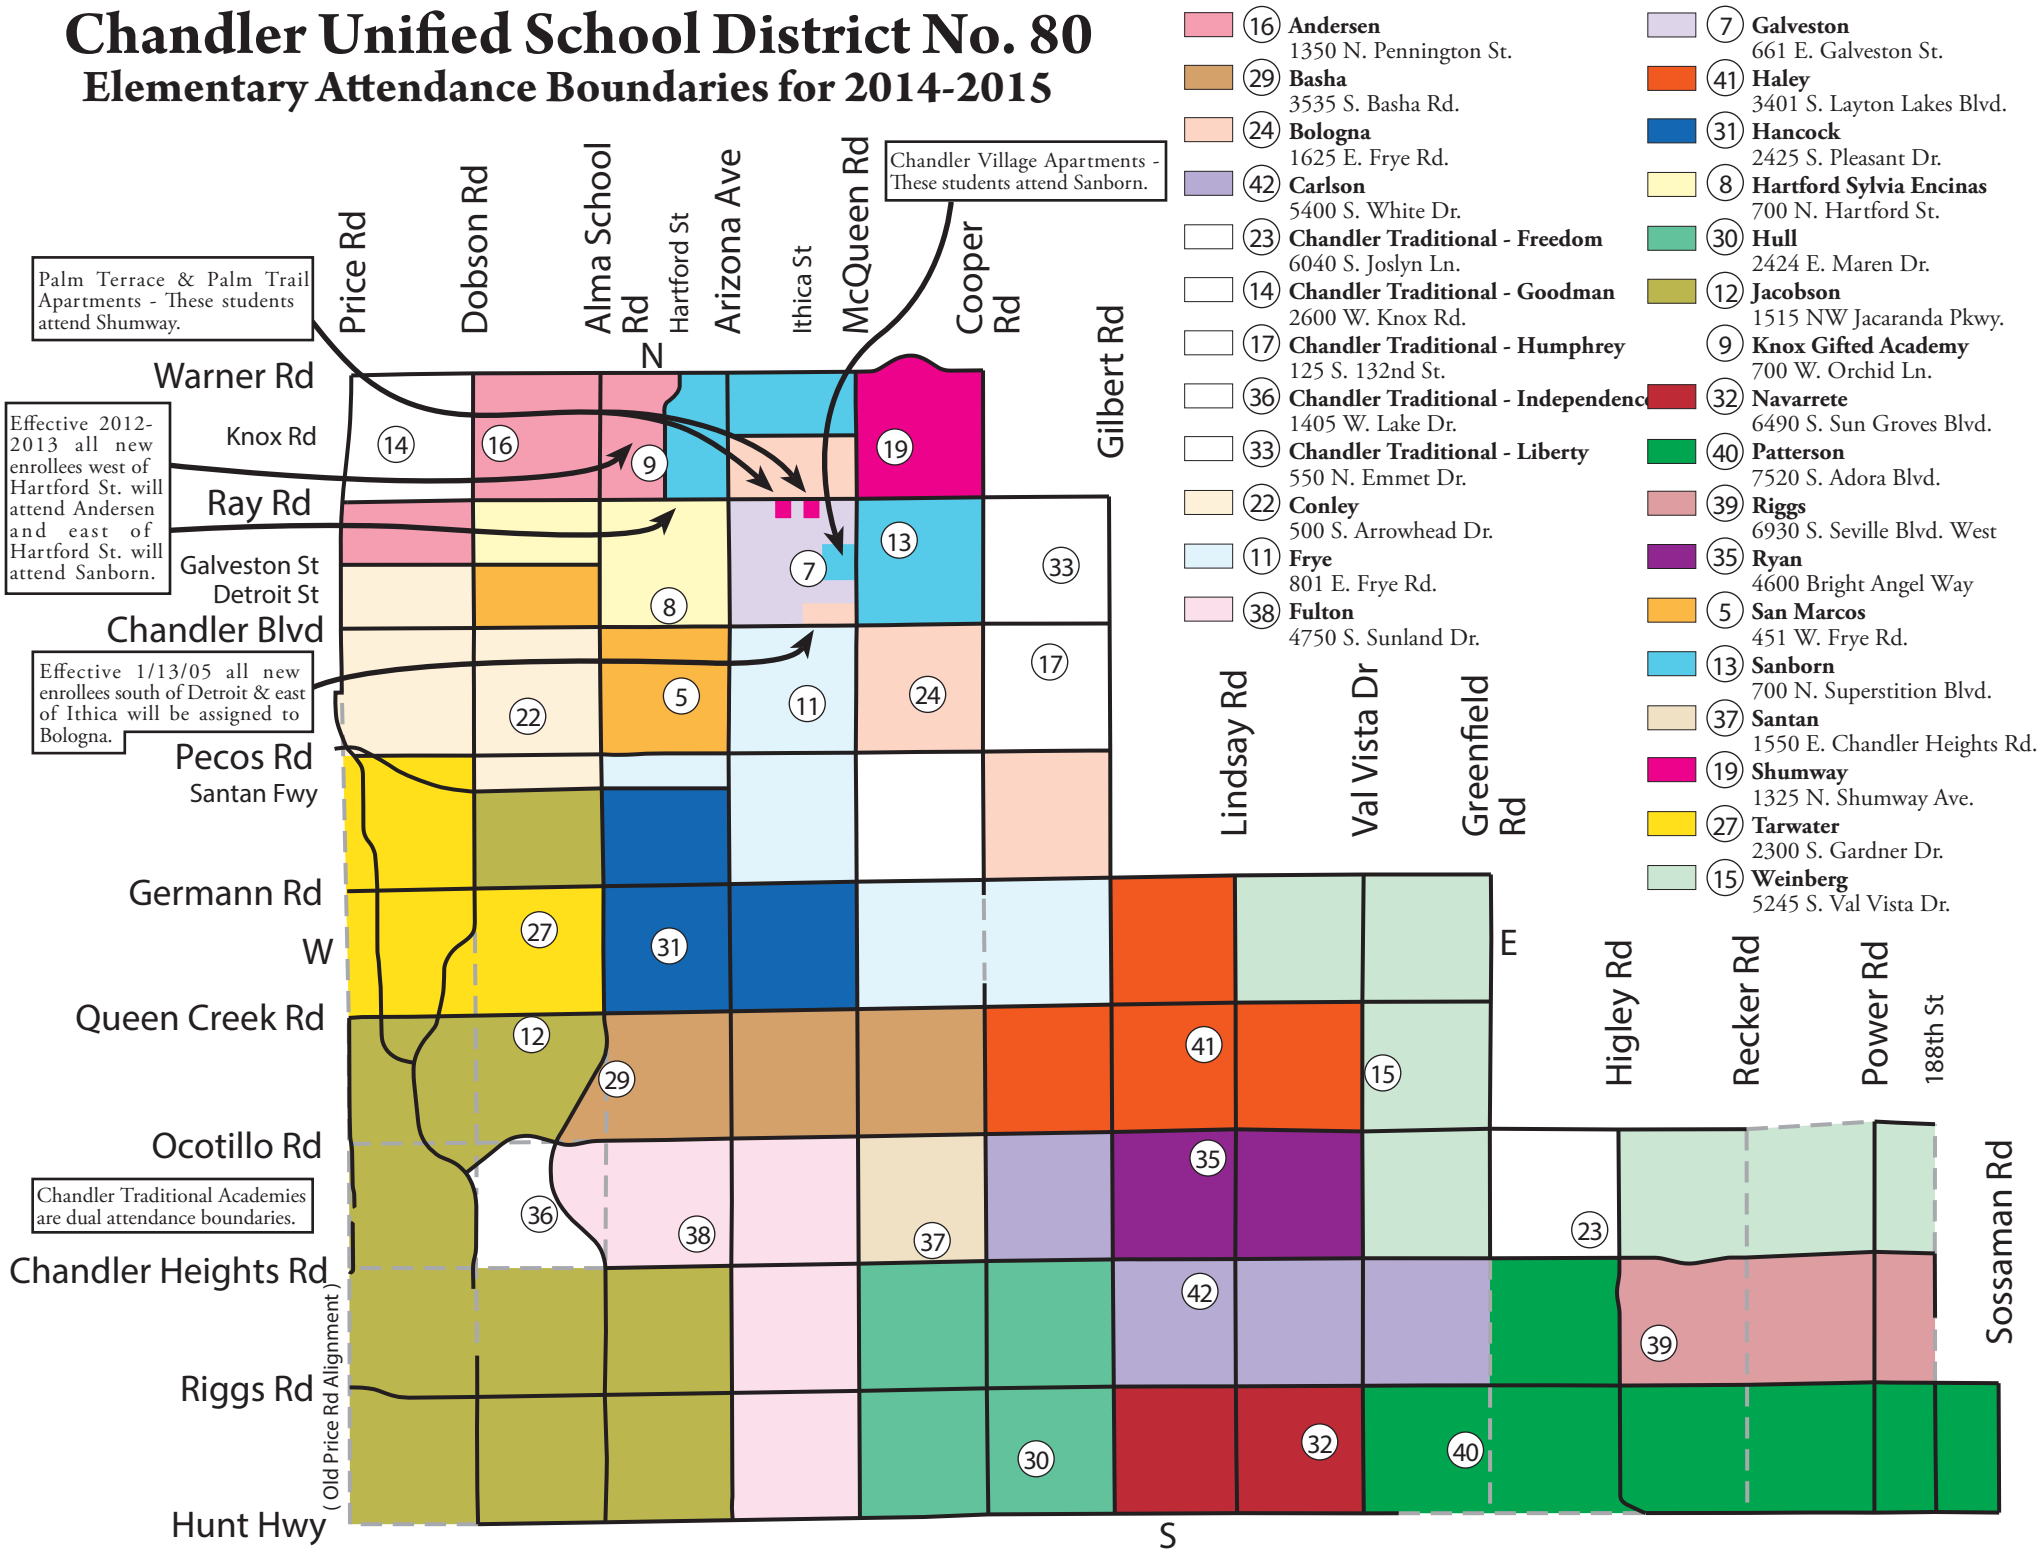 Chandler Unified School District No. 80
Elementary Attendance Boundaries for 2014-2015
16 Andersen
1350 N. Pennington St.
29 Basha
3535 S. Basha Rd.
24 Bologna
1625 E. Frye Rd.
42 Carlson
5400 S. White Dr.
23 Chandler Traditional - Freedom
6040 S. Joslyn Ln.
14 Chandler Traditional - Goodman
2600 W. Knox Rd.
17 Chandler Traditional - Humphrey
125 S. 132nd St.
36 Chandler Traditional - Independence
1405 W. Lake Dr.
33 Chandler Traditional - Liberty
550 N. Emmet Dr.
22 Conley
500 S. Arrowhead Dr.
11 Frye
801 E. Frye Rd.
38 Fulton
4750 S. Sunland Dr.
7 Galveston
661 E. Galveston St.
41 Haley
3401 S. Layton Lakes Blvd.
31 Hancock
2425 S. Pleasant Dr.
8 Hartford Sylvia Encinas
700 N. Hartford St.
30 Hull
2424 E. Maren Dr.
12 Jacobson
1515 NW Jacaranda Pkwy.
9 Knox Gifted Academy
700 W. Orchid Ln.
32 Navarrete
6490 S. Sun Groves Blvd.
40 Patterson
7520 S. Adora Blvd.
39 Riggs
6930 S. Seville Blvd. West
35 Ryan
4600 Bright Angel Way
5 San Marcos
451 W. Frye Rd.
13 Sanborn
700 N. Superstition Blvd.
37 Santan
1550 E. Chandler Heights Rd.
19 Shumway
1325 N. Shumway Ave.
27 Tarwater
2300 S. Gardner Dr.
15 Weinberg
5245 S. Val Vista Dr.
Chandler Village Apartments -
These students attend Sanborn.
Palm Terrace & Palm Trail
Apartments - These students
attend Shumway.
Effective 2012-
2013 all new
enrollees west of
Hartford St. will
attend Andersen
and east of
Hartford St. will
attend Sanborn.
Effective 1/13/05 all new
enrollees south of Detroit & east
of Ithica will be assigned to
Bologna.
Chandler Traditional Academies
are dual attendance boundaries.
Price Rd
Dobson Rd
Alma School
Rd
Hartford St
Arizona Ave
Ithica St
McQueen Rd
Cooper
Rd
Gilbert Rd
Lindsay Rd
Val Vista Dr
Greenfield
Rd
Higley Rd
Recker Rd
Power Rd
188th St
Sossaman Rd
N
Warner Rd
Knox Rd
Ray Rd
Galveston St
Detroit St
Chandler Blvd
Pecos Rd
Santan Fwy
Germann Rd
W
E
Queen Creek Rd
Ocotillo Rd
Chandler Heights Rd
( Old Price Rd Alignment )
Riggs Rd
Hunt Hwy
S
14
16
9
19
13
33
7
8
17
5
22
11
24
27
31
12
29
41
15
35
36
38
37
23
42
39
30
32
40